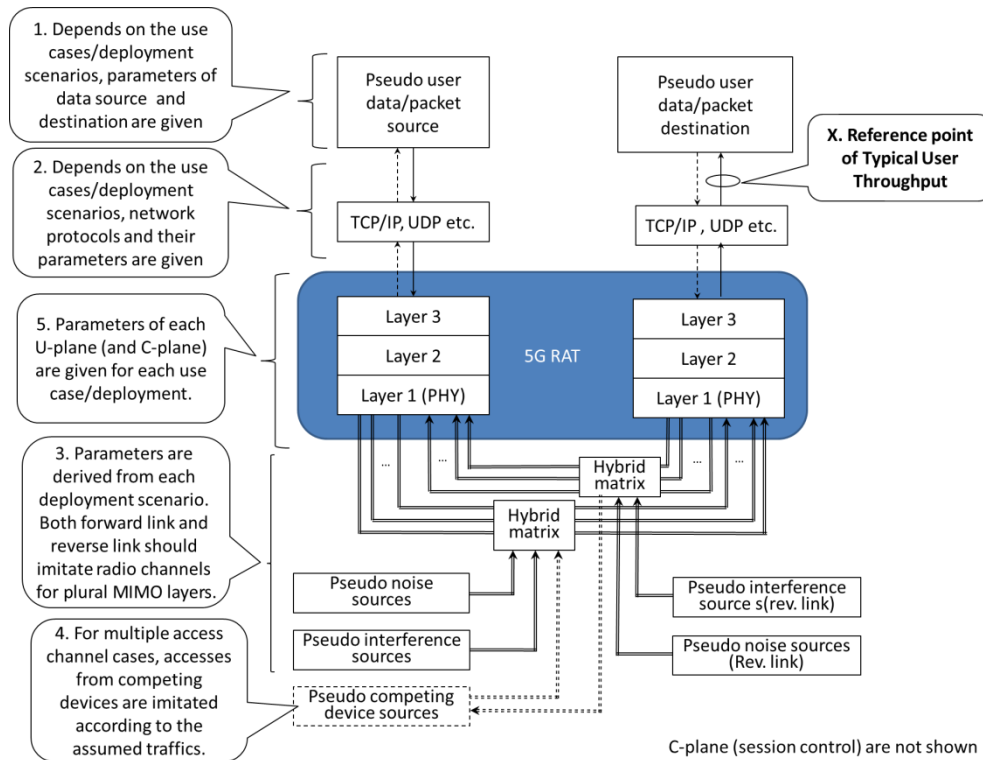 1. Depends on the use
cases/deployment
scenarios, parameters of
data source and
destination are given
Pseudo user
data/packet
source
Pseudo user
data/packet
destination
X. Reference point
of Typical User
Throughput
2. Depends on the use
cases/deployment
scenarios, network
protocols and their
parameters are given
TCP/IP, UDP etc.
TCP/IP , UDP etc.
5. Parameters of each
U-plane (and C-plane)
are given for each use
case/deployment.
Layer 3
Layer 2
Layer 1 (PHY)
5G RAT
Layer 3
Layer 2
Layer 1 (PHY)
...
...
...
...
3. Parameters are
derived from each
deployment scenario.
Both forward link and
reverse link should
imitate radio channels
for plural MIMO layers.
Hybrid
matrix
Hybrid
matrix
Pseudo noise
sources
Pseudo interference
sources
Pseudo interference
source s(rev. link)
Pseudo noise sources
(Rev. link)
4. For multiple access
channel cases, accesses
from competing
devices are imitated
according to the
assumed traffics.
Pseudo competing
device sources
C-plane (session control) are not shown